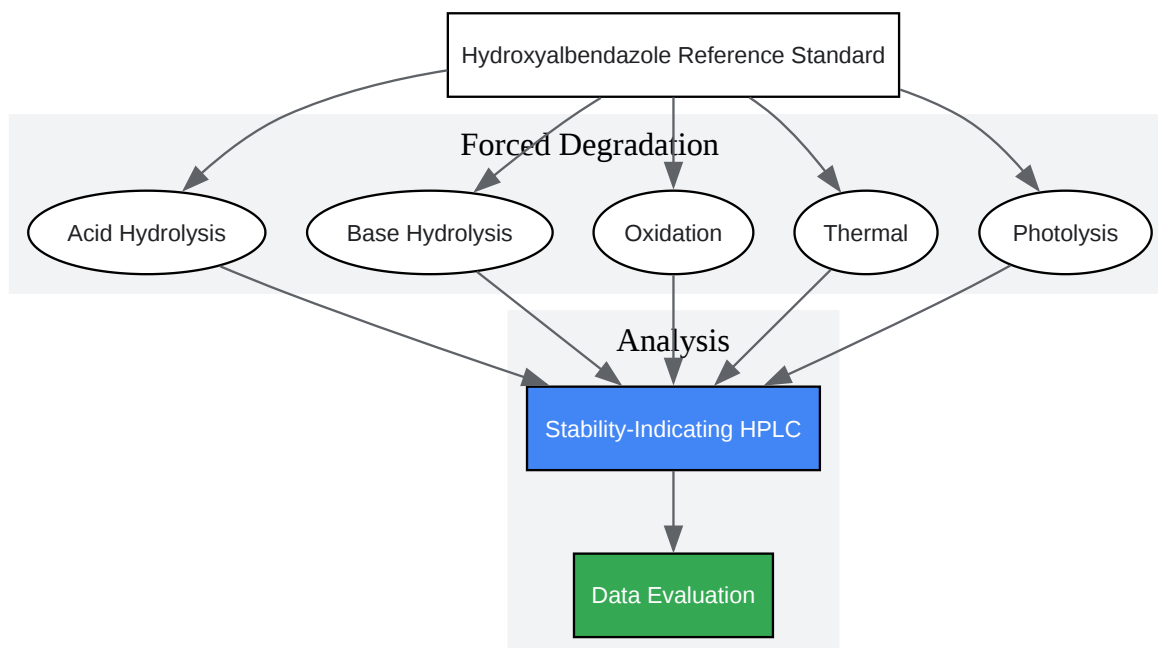 Hydroxyalbendazole Reference Standard
Forced Degradation
Acid Hydrolysis
Base Hydrolysis
Oxidation
Thermal
Photolysis
Analysis
Stability-Indicating HPLC
Data Evaluation